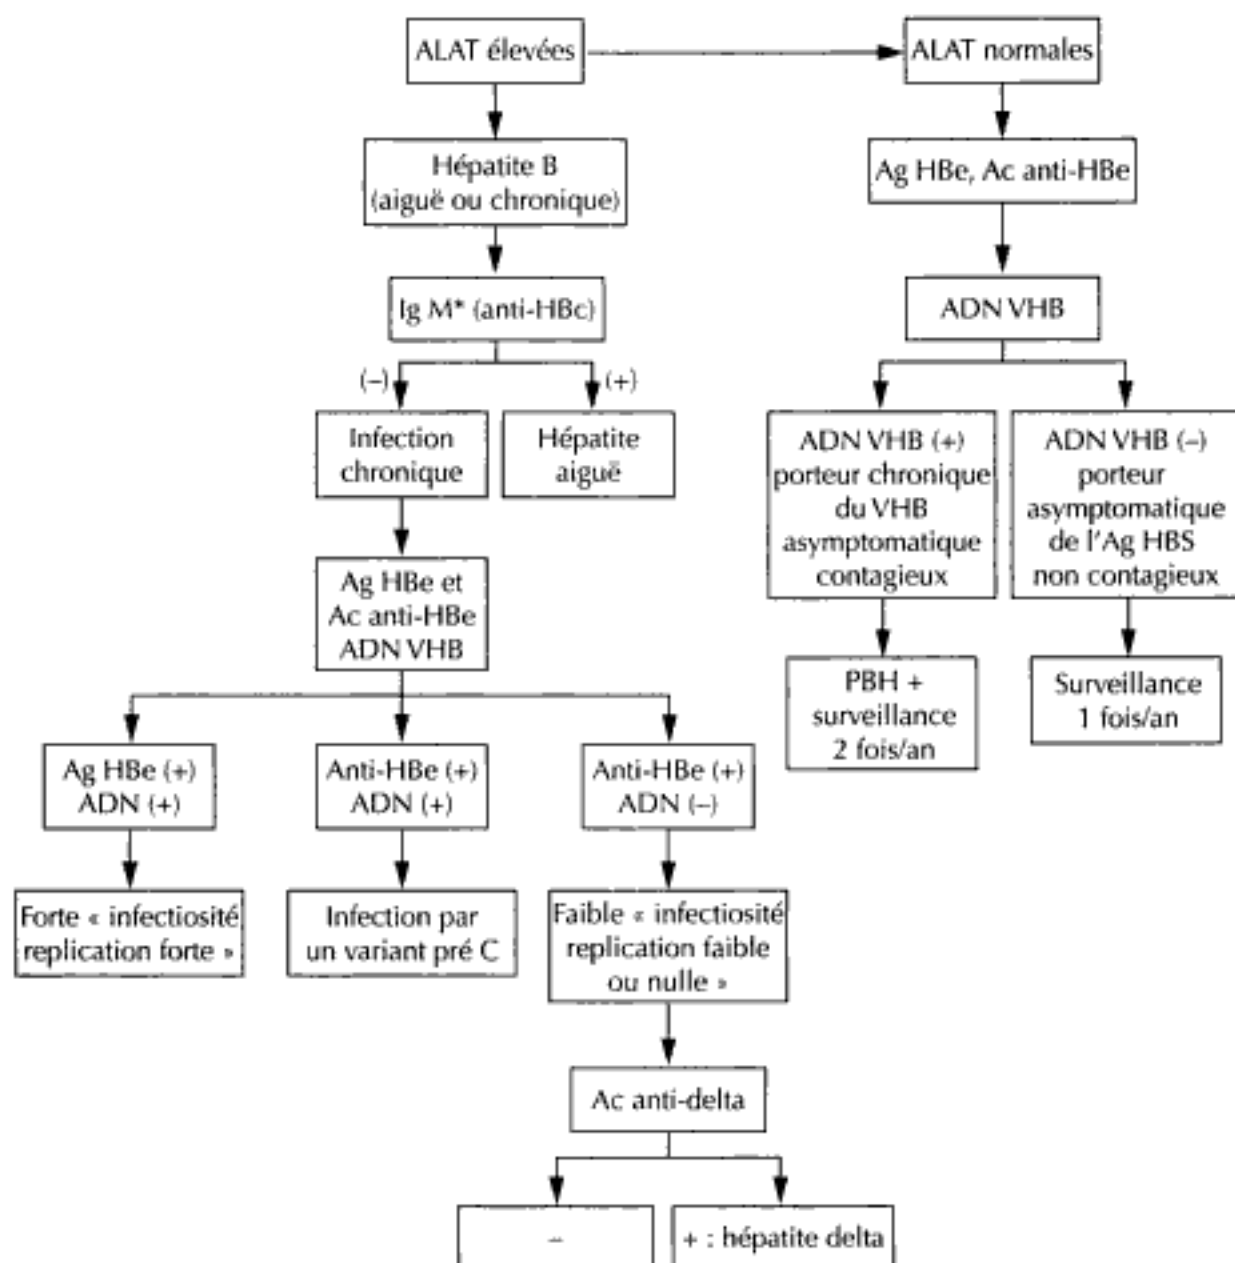 ALAT élevées
ALAT normales
Hépatite B
(aiguë ou chronique)
Ag HBe, Ac anti-HBe
Ig M* (anti-HBc)
ADN VHB
(–)
(+)
Infection
chronique
Hépatite
aiguë
ADN VHB (+)
porteur chronique
du VHB
asymptomatique
contagieux
ADN VHB (–)
porteur
asymptomatique
de l'Ag HBS
non contagieux
Ag HBe et
Ac anti-HBe
ADN VHB
PBH +
surveillance
2 fois/an
Surveillance
1 fois/an
Ag HBe (+)
ADN (+)
Anti-HBe (+)
ADN (+)
Anti-HBe (+)
ADN (–)
Forte « infectiosité
replication forte »
Infection par
un variant pré C
Faible « infectiosité
replication faible
ou nulle »
Ac anti-delta
–
+ : hépatite delta